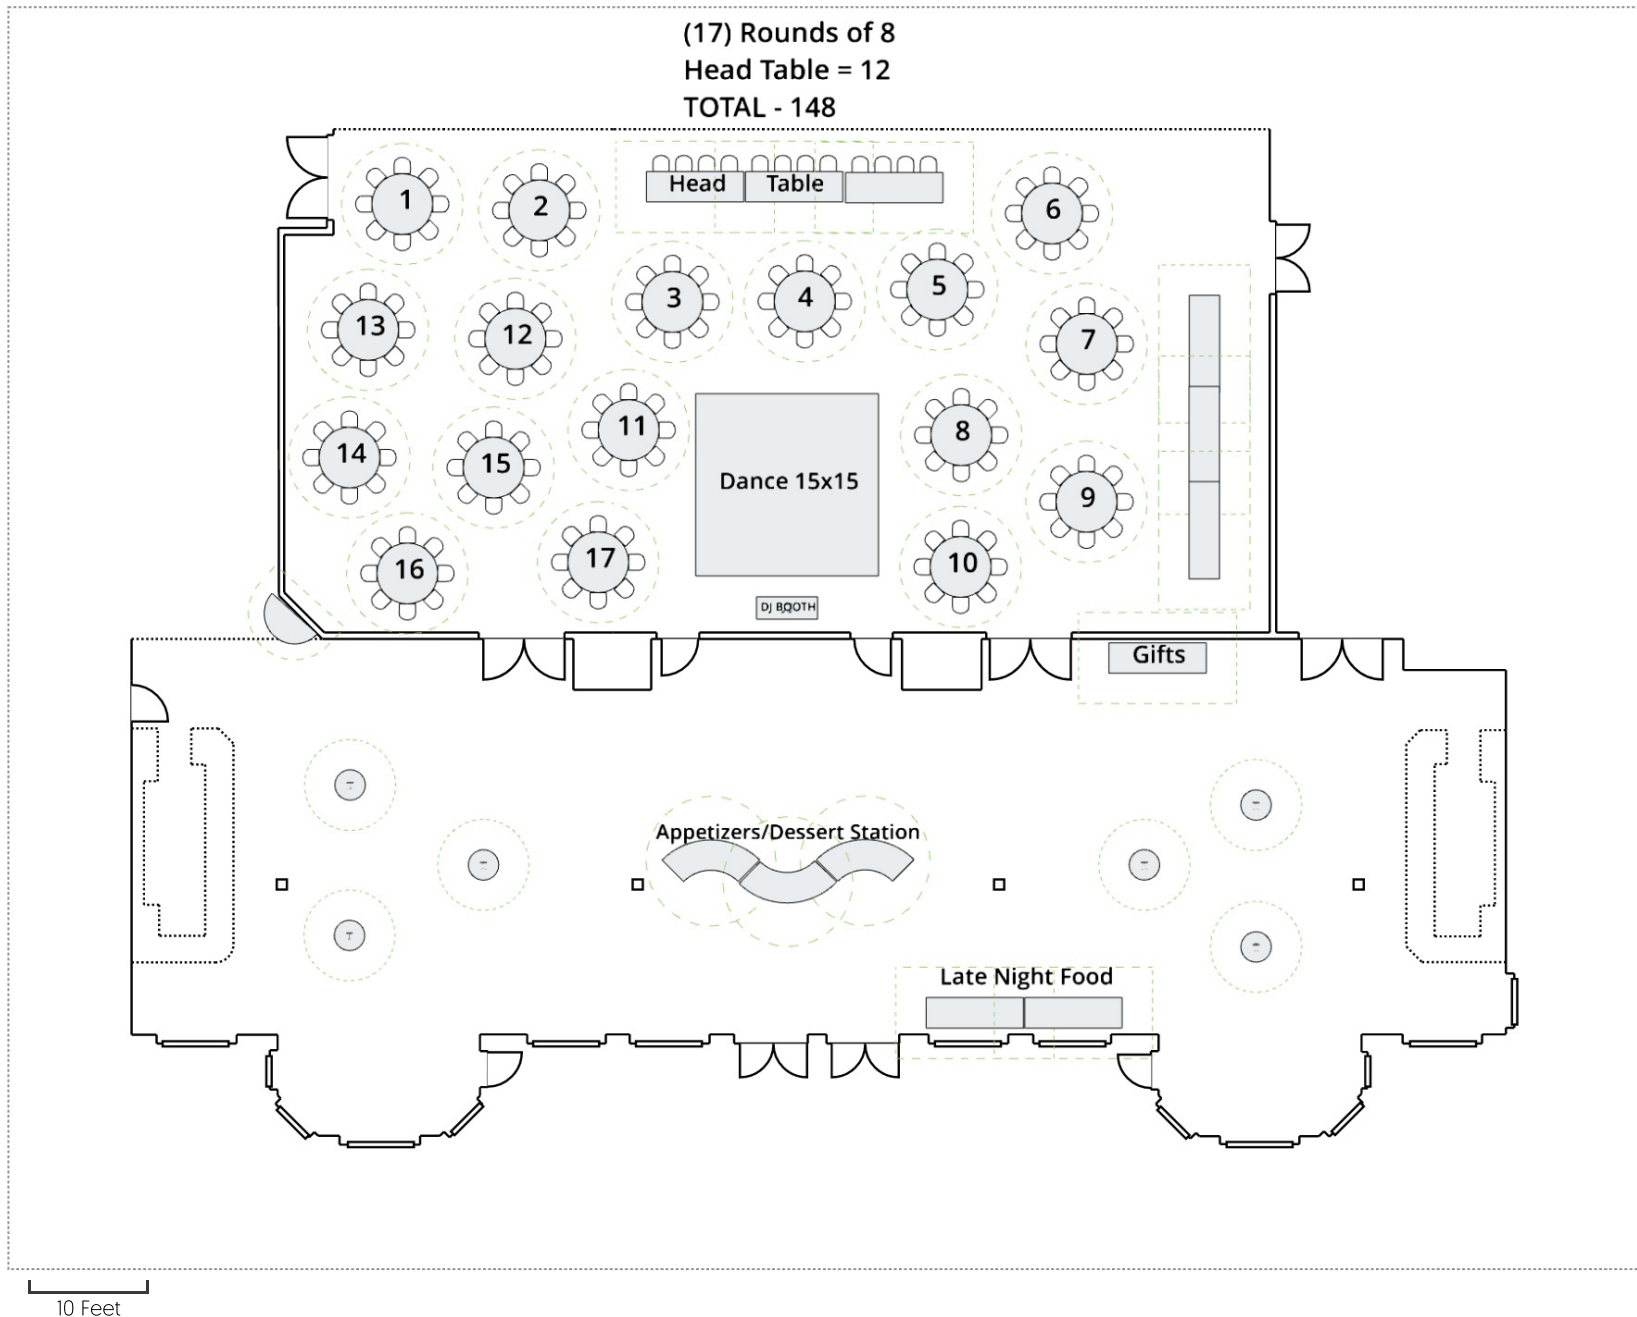 (17) Rounds of 8
Head Table = 12
TOTAL - 148
Head Table
1
2
6
3
4
5
13
12
7
11
8
14
15
9
Dance 15x15
16
17
10
DJ BOOTH
Gifts
Appetizers/Dessert Station
Late Night Food
10 Feet